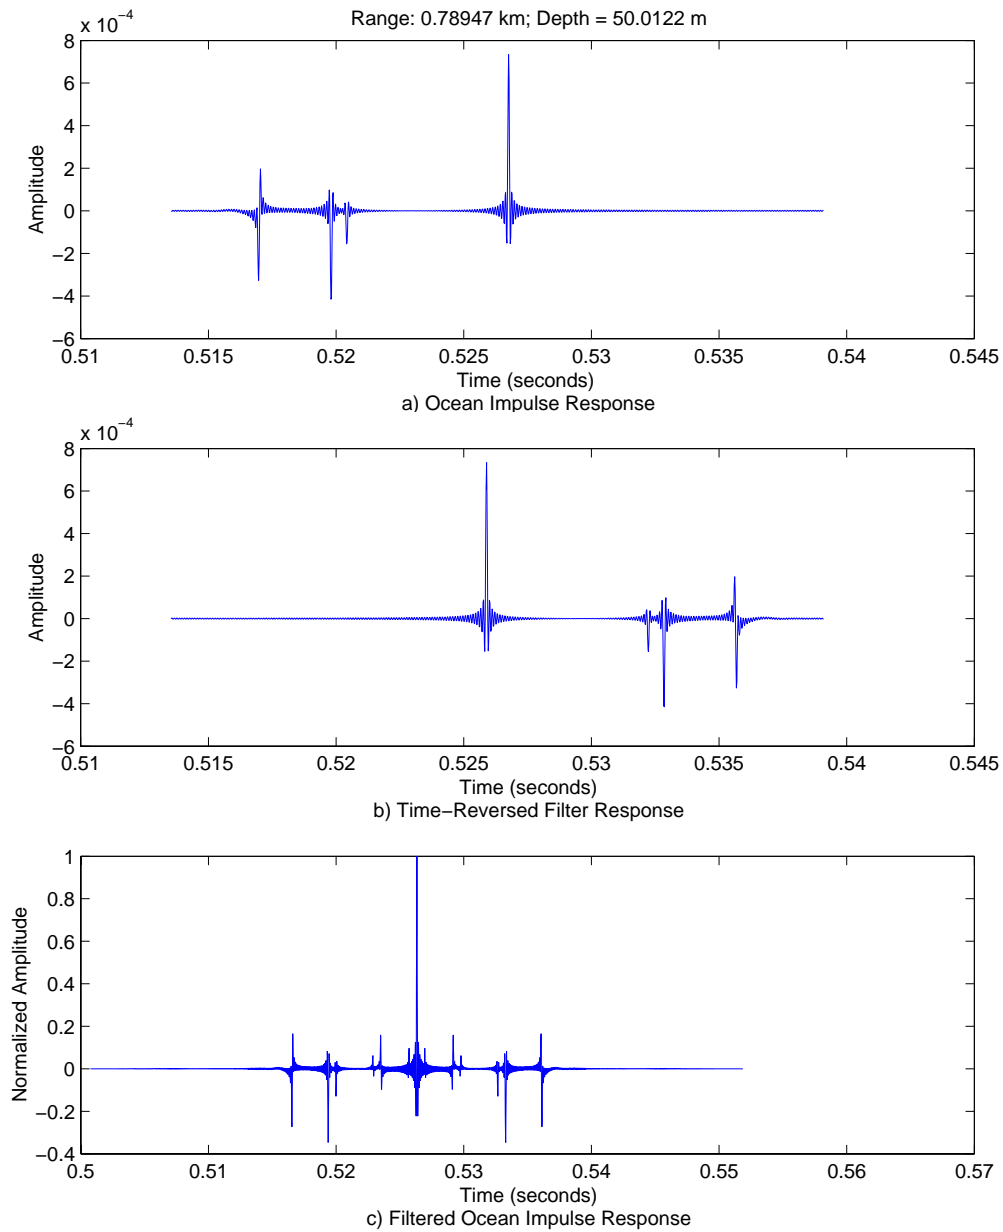 Range: 0.78947 km; Depth = 50.0122 m
x 10⁻⁴
8
6
4
2
0
−2
−4
−6
Amplitude
0.51 0.515 0.52 0.525 0.53 0.535 0.54 0.545
Time (seconds)
a) Ocean Impulse Response
x 10⁻⁴
8
6
4
2
0
−2
−4
−6
Amplitude
0.51 0.515 0.52 0.525 0.53 0.535 0.54 0.545
Time (seconds)
b) Time−Reversed Filter Response
1
0.8
0.6
0.4
0.2
0
−0.2
−0.4
Normalized Amplitude
0.5 0.51 0.52 0.53 0.54 0.55 0.56 0.57
Time (seconds)
c) Filtered Ocean Impulse Response